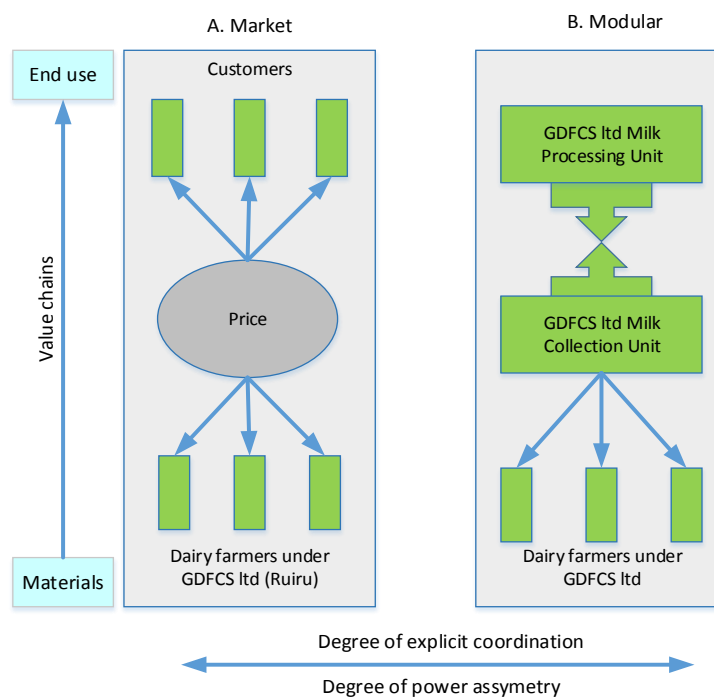 A. Market
B. Modular
End use
Customers
GDFCS ltd Milk
Processing Unit
Value chains
Price
GDFCS ltd Milk
Collection Unit
Materials
Dairy farmers under
GDFCS ltd (Ruiru)
Dairy farmers under
GDFCS ltd
Degree of explicit coordination
Degree of power assymetry